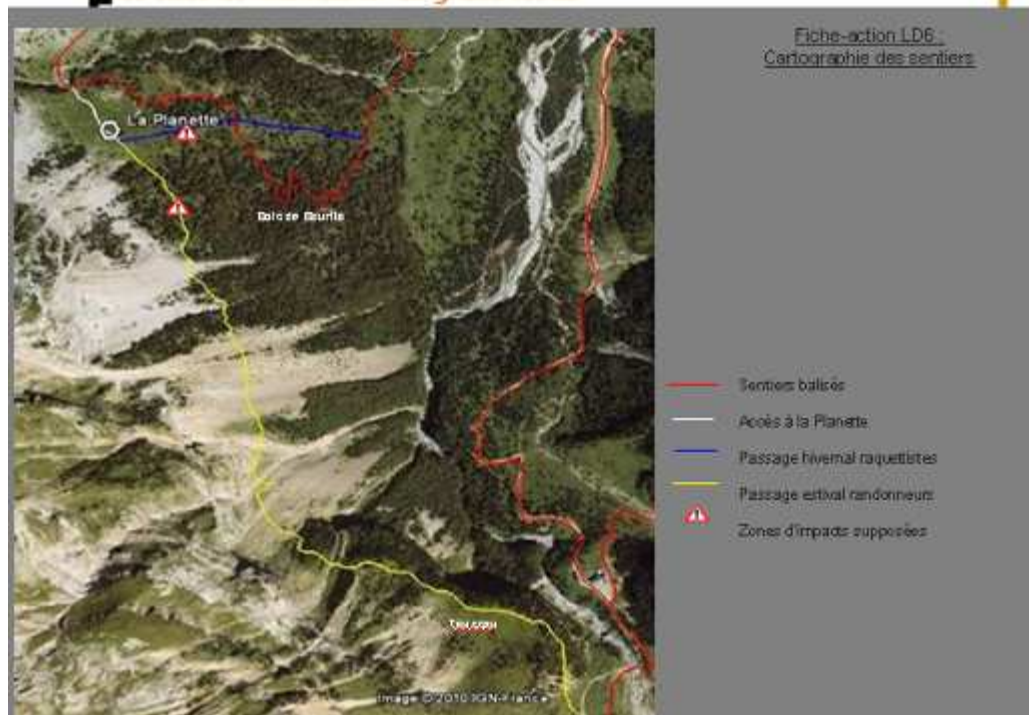 Fiche-action LD6 :
Cartographie des sentiers
La Planette
Sentiers balisés
Accès à la Planette
Passage hivernal raquettistes
Passage estival randonneurs
Zones d'impacts supposées
Image © 2010 IGN-France